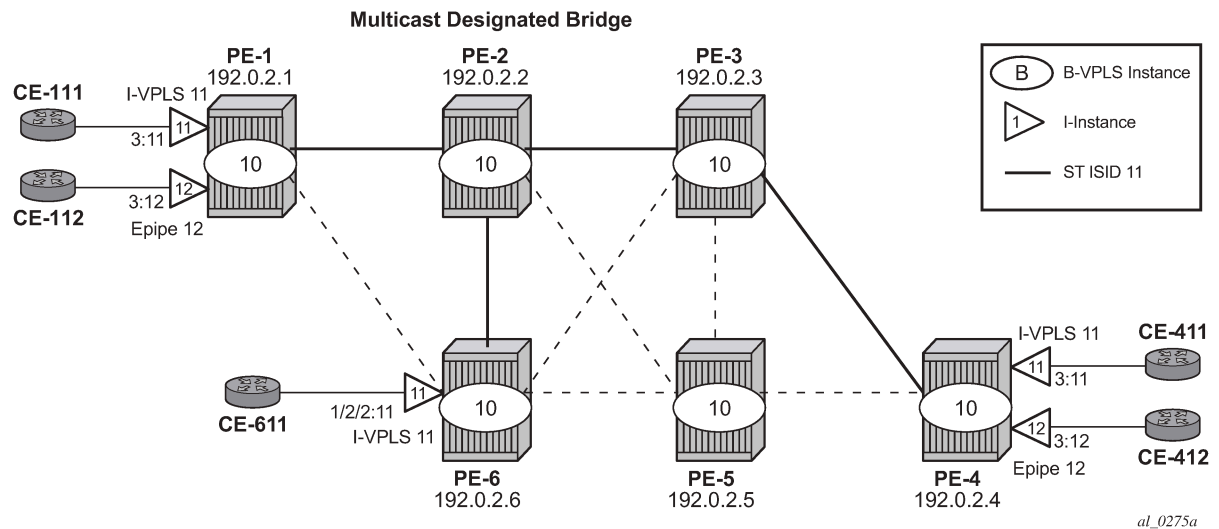 Multicast Designated Bridge
PE-1
192.0.2.1
PE-2
192.0.2.2
PE-3
192.0.2.3
B
B-VPLS Instance
1
I-Instance
ST ISID 11
CE-111
I-VPLS 11
11
3:11
10
10
10
CE-112
12
3:12
Epipe 12
CE-611
11
1/2/2:11
I-VPLS 11
10
10
10
I-VPLS 11
11
3:11
CE-411
12
3:12
Epipe 12
CE-412
PE-6
192.0.2.6
PE-5
192.0.2.5
PE-4
192.0.2.4
al_0275a